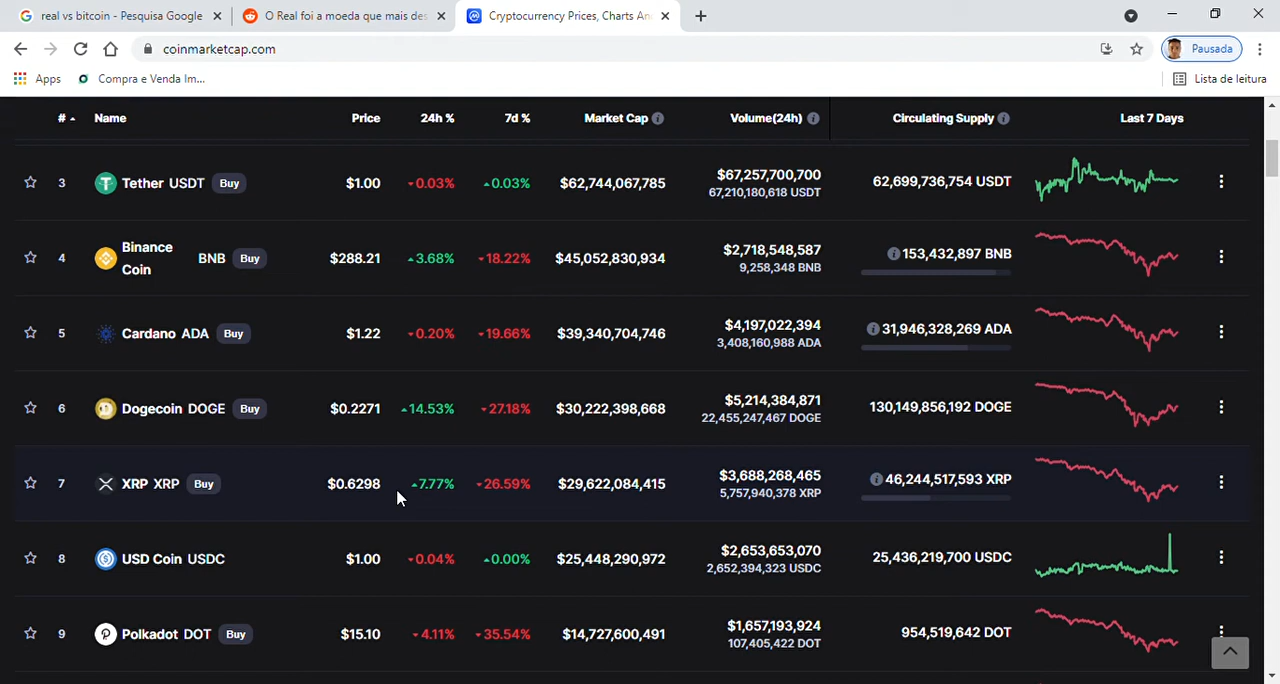 real vs bitcoin - Pesquisa Google
O Real foi a moeda que mais des
Cryptocurrency Prices, Charts An
coinmarketcap.com
Pausada
Apps
Compra e Venda Im...
Lista de leitura
# Name Price 24h % 7d % Market Cap Volume(24h) Circulating Supply Last 7 Days
3 Tether USDT Buy $1.00 0.03% 0.03% $62,744,067,785 $67,257,700,700 62,699,736,754 USDT
67,210,180,618 USDT
4 Binance Coin BNB Buy $288.21 3.68% 18.22% $45,052,830,934 $2,718,548,587 153,432,897 BNB
9,258,348 BNB
5 Cardano ADA Buy $1.22 0.20% 19.66% $39,340,704,746 $4,197,022,394 31,946,328,269 ADA
3,408,160,988 ADA
6 Dogecoin DOGE Buy $0.2271 14.53% 27.18% $30,222,398,668 $5,214,384,871 130,149,856,192 DOGE
22,455,247,467 DOGE
7 XRP XRP Buy $0.6298 7.77% 26.59% $29,622,084,415 $3,688,268,465 46,244,517,593 XRP
5,757,940,378 XRP
8 USD Coin USDC $1.00 0.04% 0.00% $25,448,290,972 $2,653,653,070 25,436,219,700 USDC
2,652,394,323 USDC
9 Polkadot DOT Buy $15.10 4.11% 35.54% $14,727,600,491 $1,657,193,924 954,519,642 DOT
107,405,422 DOT